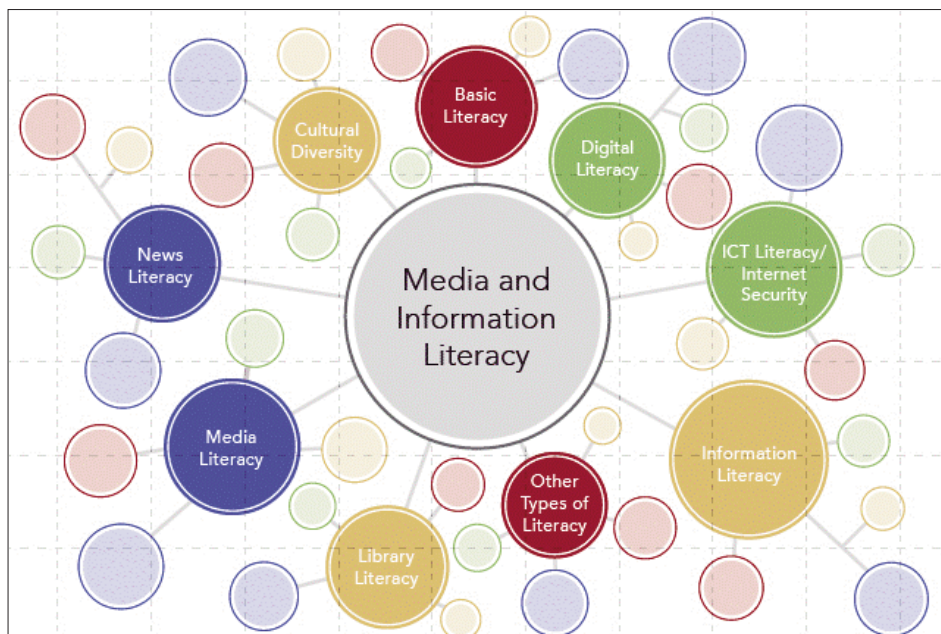 Basic
Literacy
Cultural
Diversity
Digital
Literacy
News
Literacy
ICT Literacy/
Internet
Security
Media and
Information
Literacy
Media
Literacy
Information
Literacy
Other
Types of
Literacy
Library
Literacy